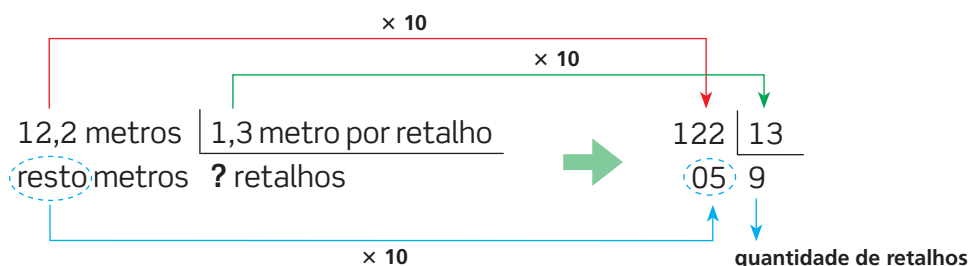 × 10
× 10
12,2 metros 1,3 metro por retalho 122 13
resto metros ? retalhos 05 9
× 10
quantidade de retalhos